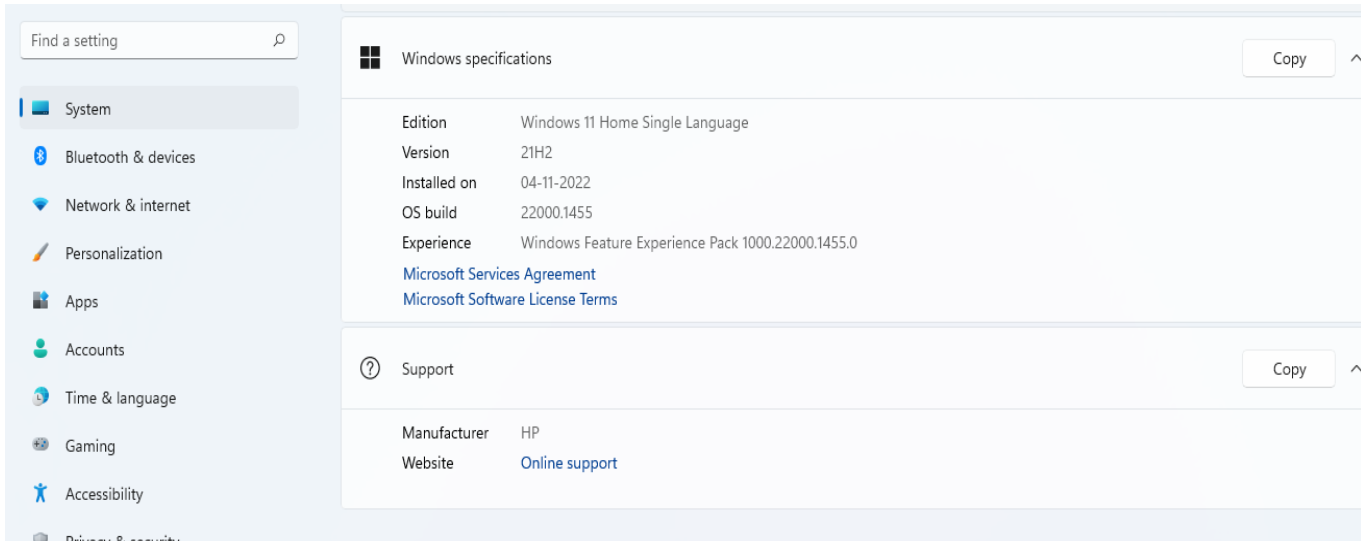 Find a setting
System
Bluetooth & devices
Network & internet
Personalization
Apps
Accounts
Time & language
Gaming
Accessibility
Privacy & security
Windows specifications Copy
Edition Windows 11 Home Single Language
Version 21H2
Installed on 04-11-2022
OS build 22000.1455
Experience Windows Feature Experience Pack 1000.22000.1455.0
Microsoft Services Agreement
Microsoft Software License Terms
Support Copy
Manufacturer HP
Website Online support